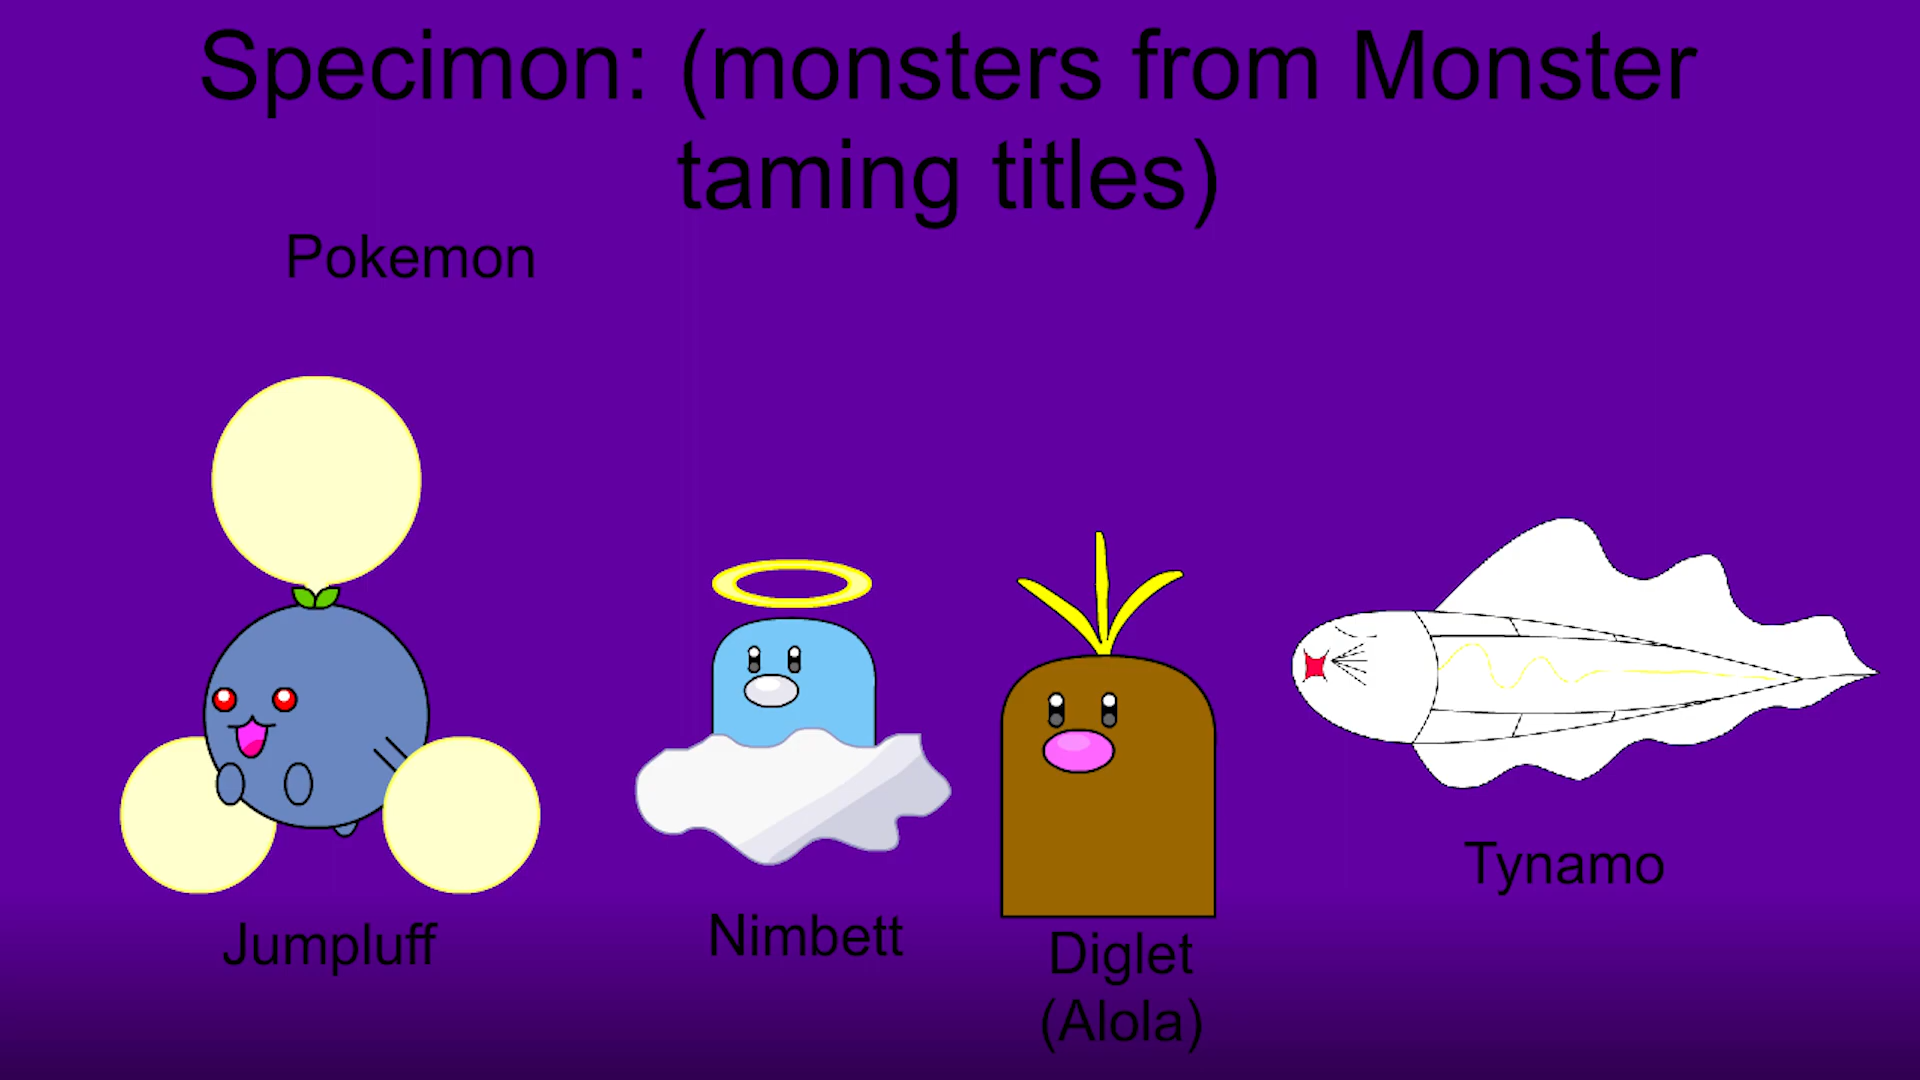 Specimon: (monsters from Monster
taming titles)
Pokemon
Jumpluff
Nimbett
Diglet
(Alola)
Tynamo